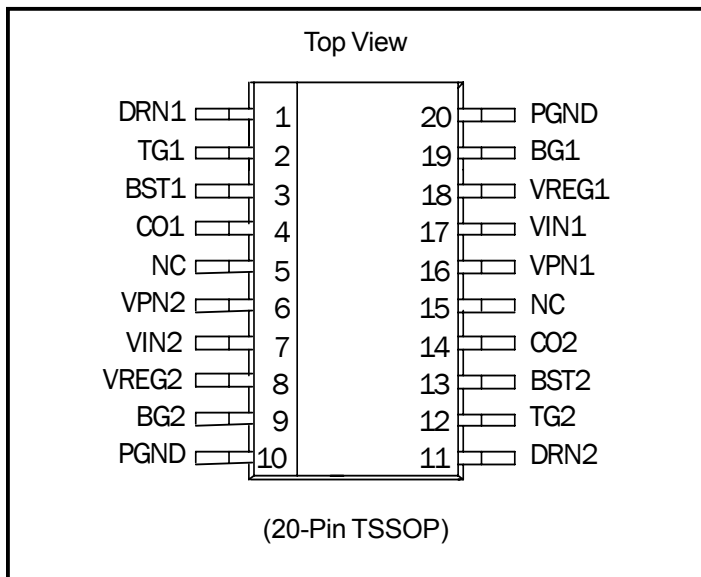 Top View
DRN1 1 20 PGND
TG1 2 19 BG1
BST1 3 18 VREG1
CO1 4 17 VIN1
NC 5 16 VPN1
VPN2 6 15 NC
VIN2 7 14 CO2
VREG2 8 13 BST2
BG2 9 12 TG2
PGND 10 11 DRN2
(20-Pin TSSOP)